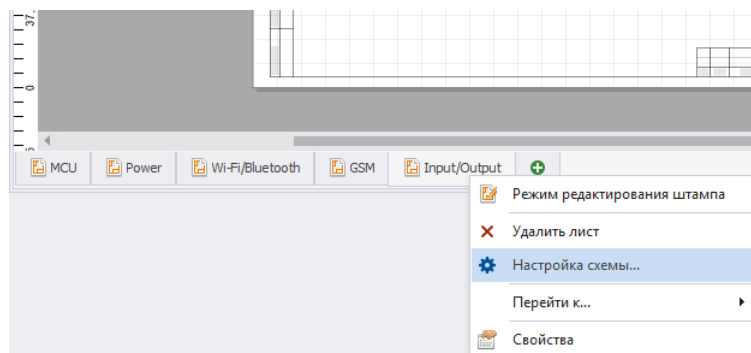 37.
0
MCU Power Wi-Fi/Bluetooth GSM Input/Output
Режим редактирования штампа
Удалить лист
Настройка схемы...
Перейти к...
Свойства